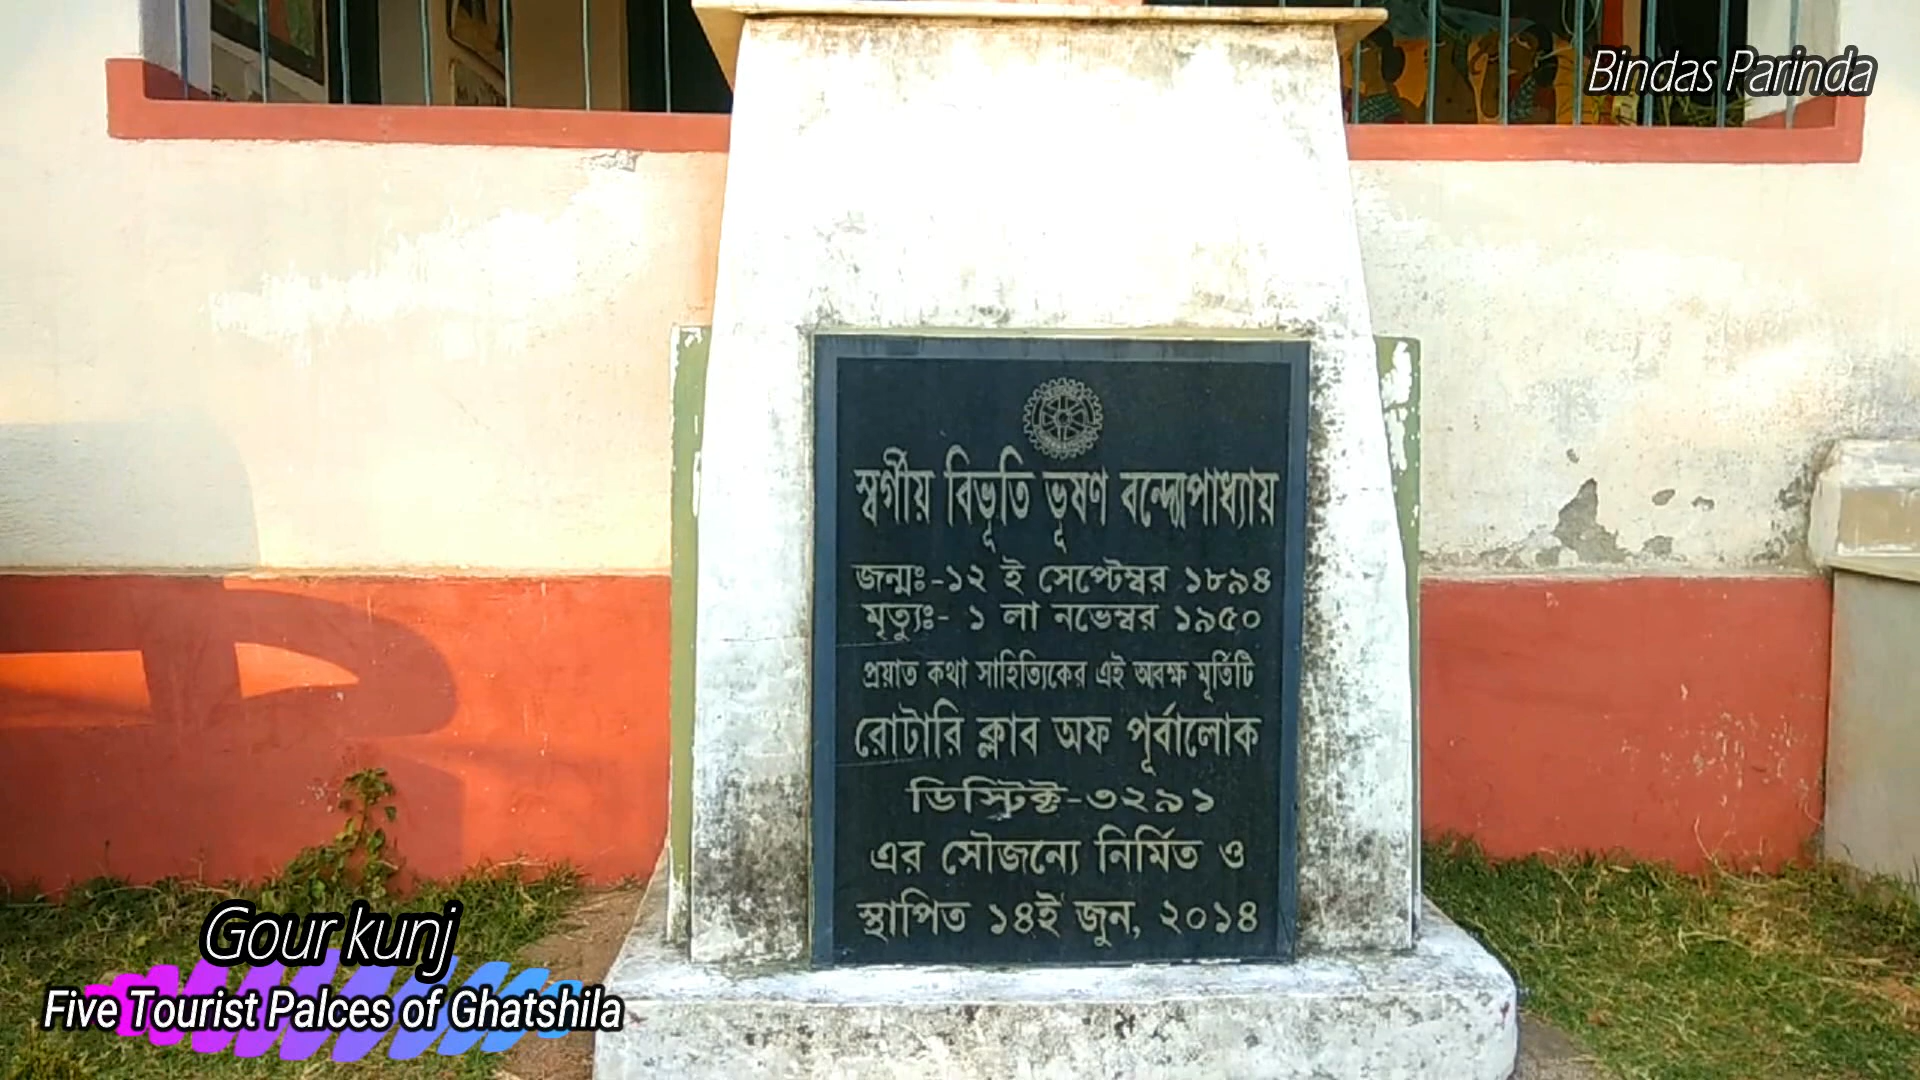 Bindas Parinda
স্বর্গীয় বিভূতি ভূষণ বন্দ্যোপাধ্যায়
জন্মঃ-১২ ই সেপ্টেম্বর ১৮৯৪
মৃত্যুঃ- ১ লা নভেম্বর ১৯৫০
প্রয়াত কথা সাহিত্যিকের এই আবক্ষ মূর্তিটি
রোটারি ক্লাব অফ পূর্বালোক
ডিস্ট্রিক্ট-৩২৯১
এর সৌজন্যে নির্মিত ও
স্থাপিত ১৪ই জুন, ২০১৪
Gour kunj
Five Tourist Palces of Ghatshila